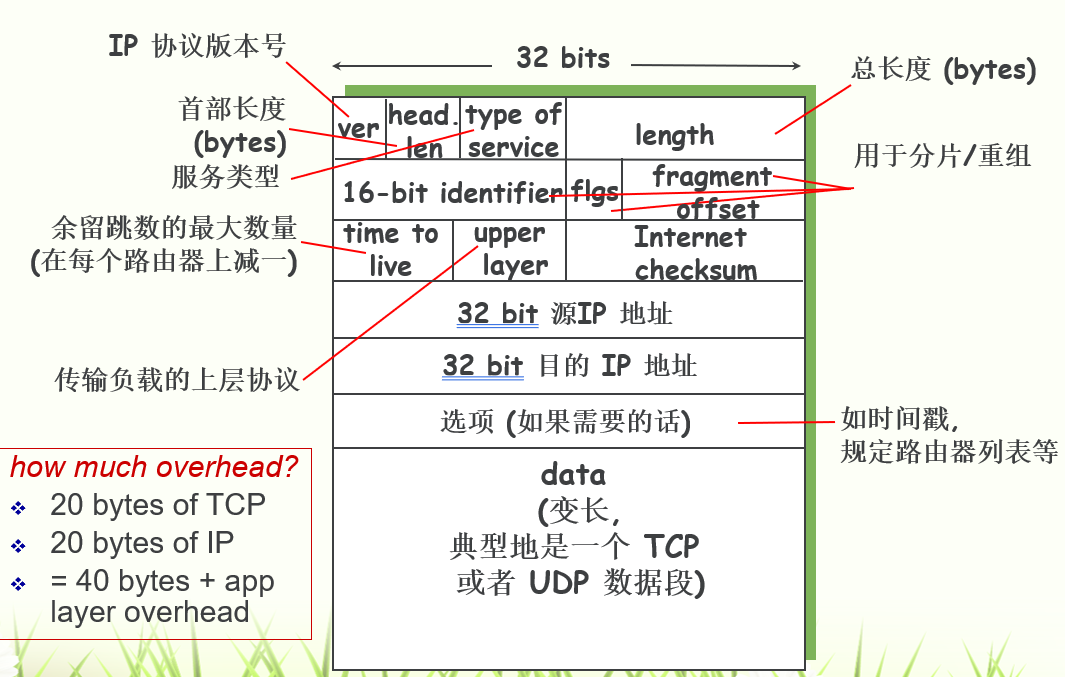 IP 协议版本号
32 bits
总长度 (bytes)
首部长度
(bytes)
服务类型
ver
head.
len
type of
service
length
用于分片/重组
16-bit identifier
flgs
fragment
offset
余留跳数的最大数量
(在每个路由器上减一)
time to
live
upper
layer
Internet
checksum
32 bit 源IP 地址
32 bit 目的 IP 地址
传输负载的上层协议
选项 (如果需要的话)
如时间戳,
规定路由器列表等
how much overhead?
20 bytes of TCP
20 bytes of IP
= 40 bytes + app
layer overhead
data
(变长,
典型地是一个 TCP
或者 UDP 数据段)